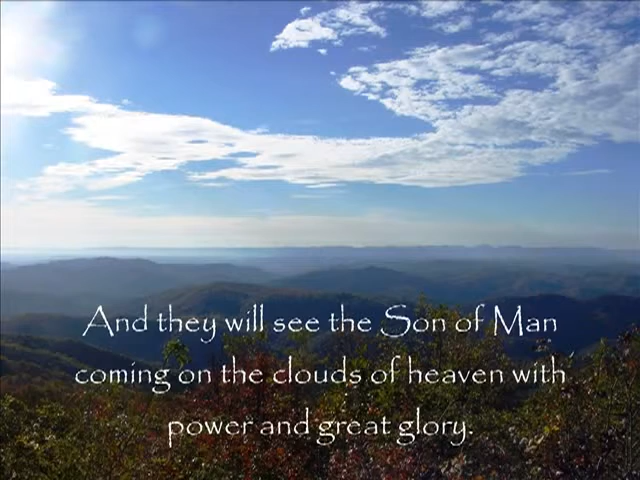 And they will see the Son of Man
coming on the clouds of heaven with
power and great glory.